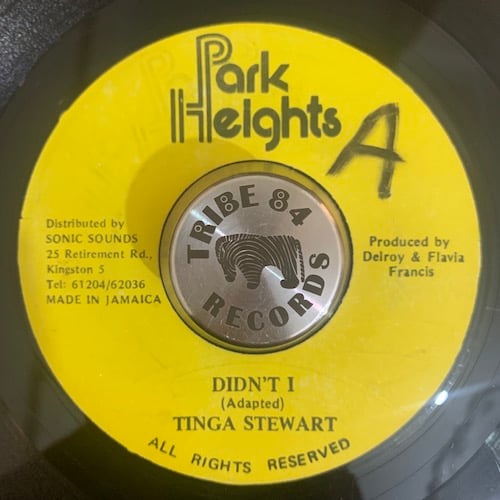 Park
Heights
A
Distributed by
SONIC SOUNDS
25 Retirement Rd.,
Kingston 5
Tel: 61204/62036
MADE IN JAMAICA
TRIBE 84
RECORDS
Produced by
Delroy & Flavia
Francis
DIDN'T I
(Adapted)
TINGA STEWART
ALL RIGHTS RESERVED